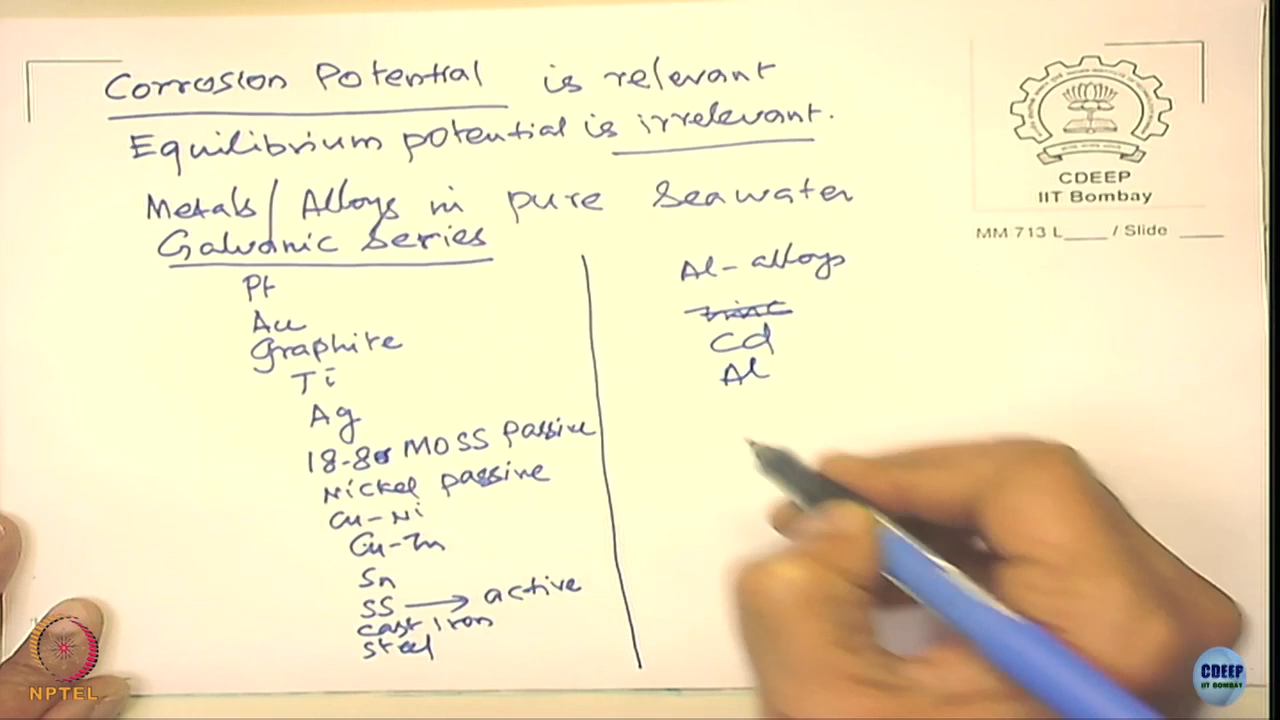 Corrosion Potential is relevant
Equilibrium potential is irrelevant.
Metals/Alloys in pure Seawater
Galvanic Series
Pt
Au
Graphite
Ti
Ag
18-8 MOSS Passive
Nickel passive
Cu-Ni
Cu-Zn
Sn
SS → active
cast Iron
steel
Al-alloys
Cd
Al
CDEEP
IIT Bombay
MM 713 L____ / Slide ____
NPTEL
CDEEP
IIT BOMBAY